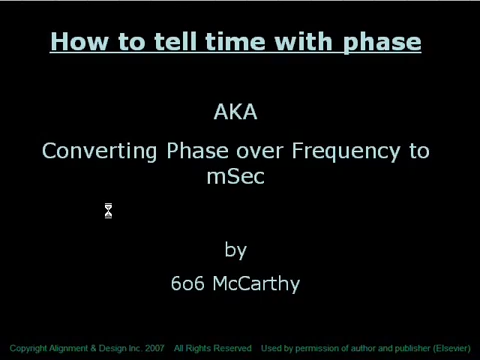 How to tell time with phase
AKA
Converting Phase over Frequency to
mSec
by
6o6 McCarthy
Copyright Alignment & Design Inc. 2007 All Rights Reserved Used by permission of author and publisher (Elsevier)